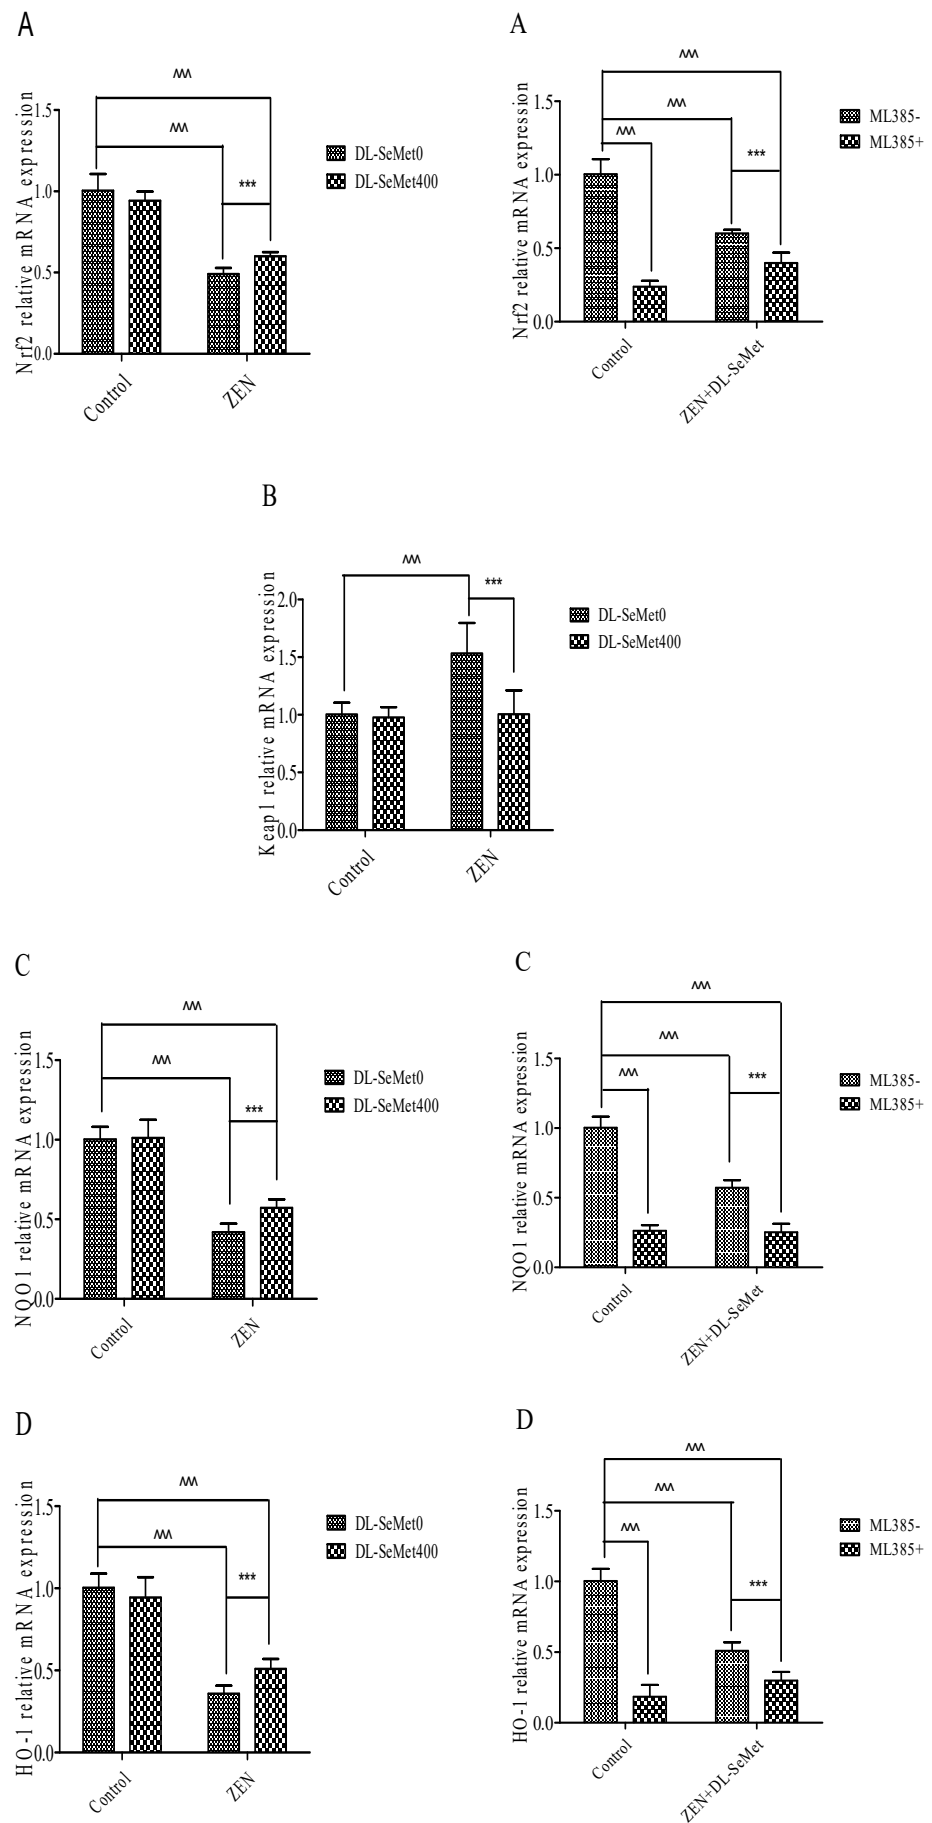 A
^^^
^^^
***
Nrf2 relative mRNA expression
1.5
1.0
0.5
0.0
Control
ZEN
DL-SeMet0
DL-SeMet400
A
^^^
^^^
^^^
***
Nrf2 relative mRNA expression
1.5
1.0
0.5
0.0
Control
ZEN+DL-SeMet
ML385-
ML385+
B
^^^
***
Keap1 relative mRNA expression
2.0
1.5
1.0
0.5
0.0
Control
ZEN
DL-SeMet0
DL-SeMet400
C
^^^
^^^
***
NQO1 relative mRNA expression
1.5
1.0
0.5
0.0
Control
ZEN
DL-SeMet0
DL-SeMet400
C
^^^
^^^
^^^
***
NQO1 relative mRNA expression
1.5
1.0
0.5
0.0
Control
ZEN+DL-SeMet
ML385-
ML385+
D
^^^
^^^
***
HO-1 relative mRNA expression
1.5
1.0
0.5
0.0
Control
ZEN
DL-SeMet0
DL-SeMet400
D
^^^
^^^
^^^
***
HO-1 relative mRNA expression
1.5
1.0
0.5
0.0
Control
ZEN+DL-SeMet
ML385-
ML385+